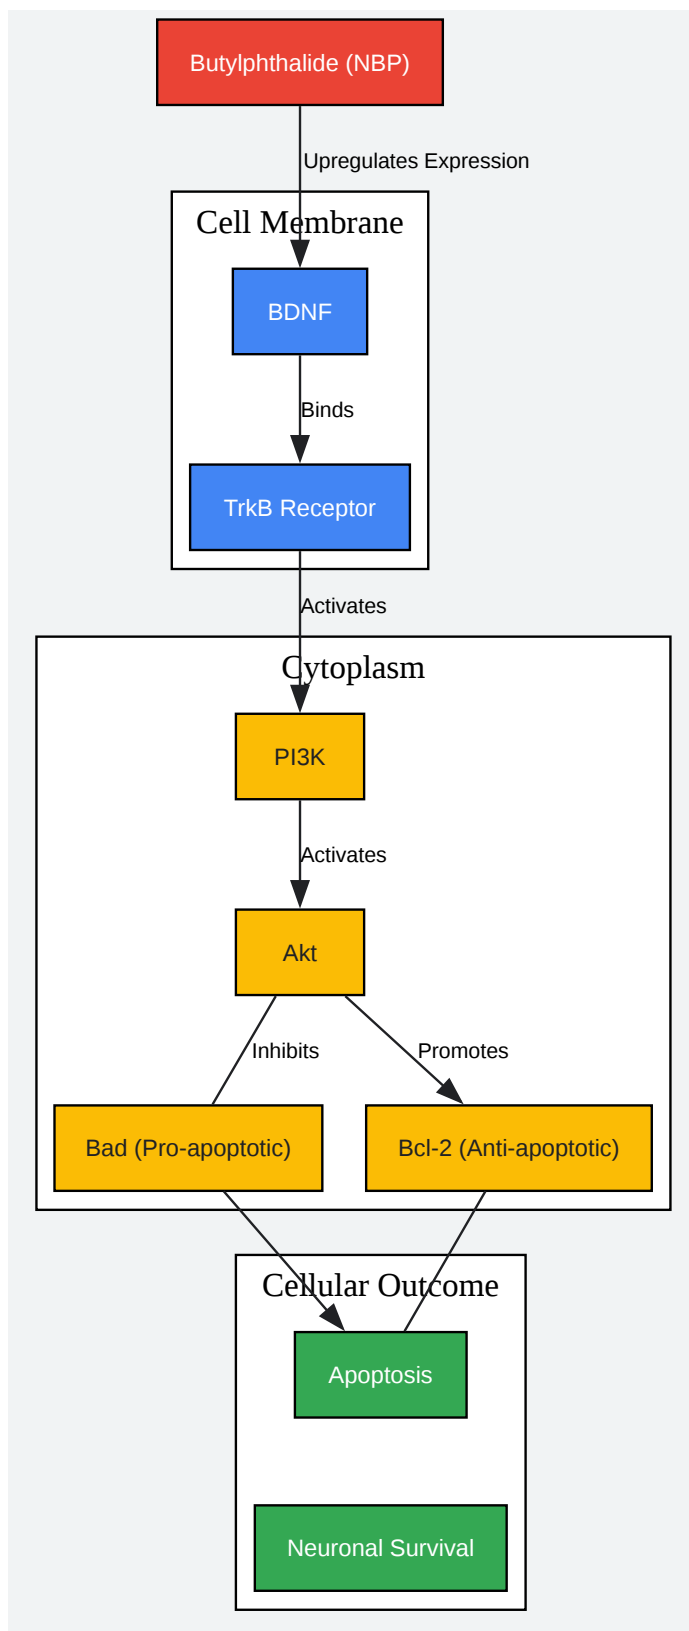 Butylphthalide (NBP)
Upregulates Expression
Cell Membrane
BDNF
Binds
TrkB Receptor
Activates
Cytoplasm
PI3K
Activates
Akt
Inhibits
Promotes
Bad (Pro-apoptotic)
Bcl-2 (Anti-apoptotic)
Cellular Outcome
Apoptosis
Neuronal Survival